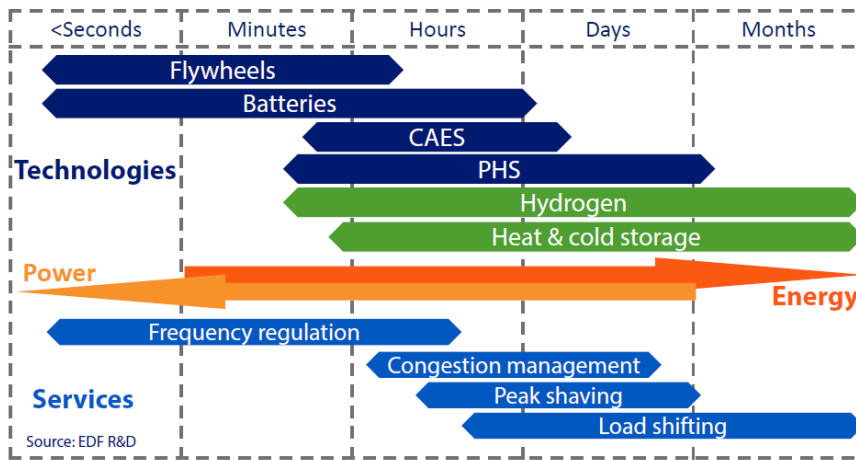 <Seconds
Minutes
Hours
Days
Months
Flywheels
Batteries
CAES
Technologies
PHS
Hydrogen
Heat & cold storage
Power
Energy
Frequency regulation
Congestion management
Services
Peak shaving
Load shifting
Source: EDF R&D